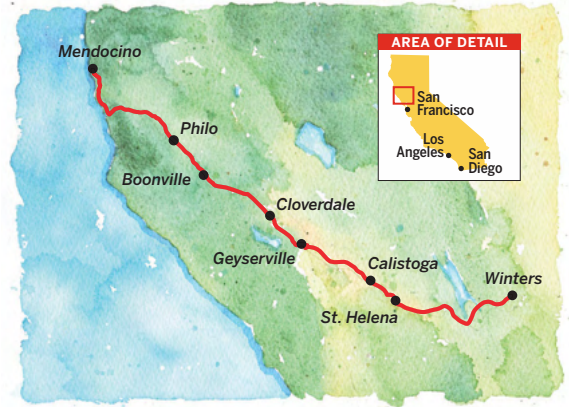 Mendocino
AREA OF DETAIL
San
Francisco
Los
Angeles
San
Diego
Philo
Boonville
Cloverdale
Geyserville
Calistoga
Winters
St. Helena